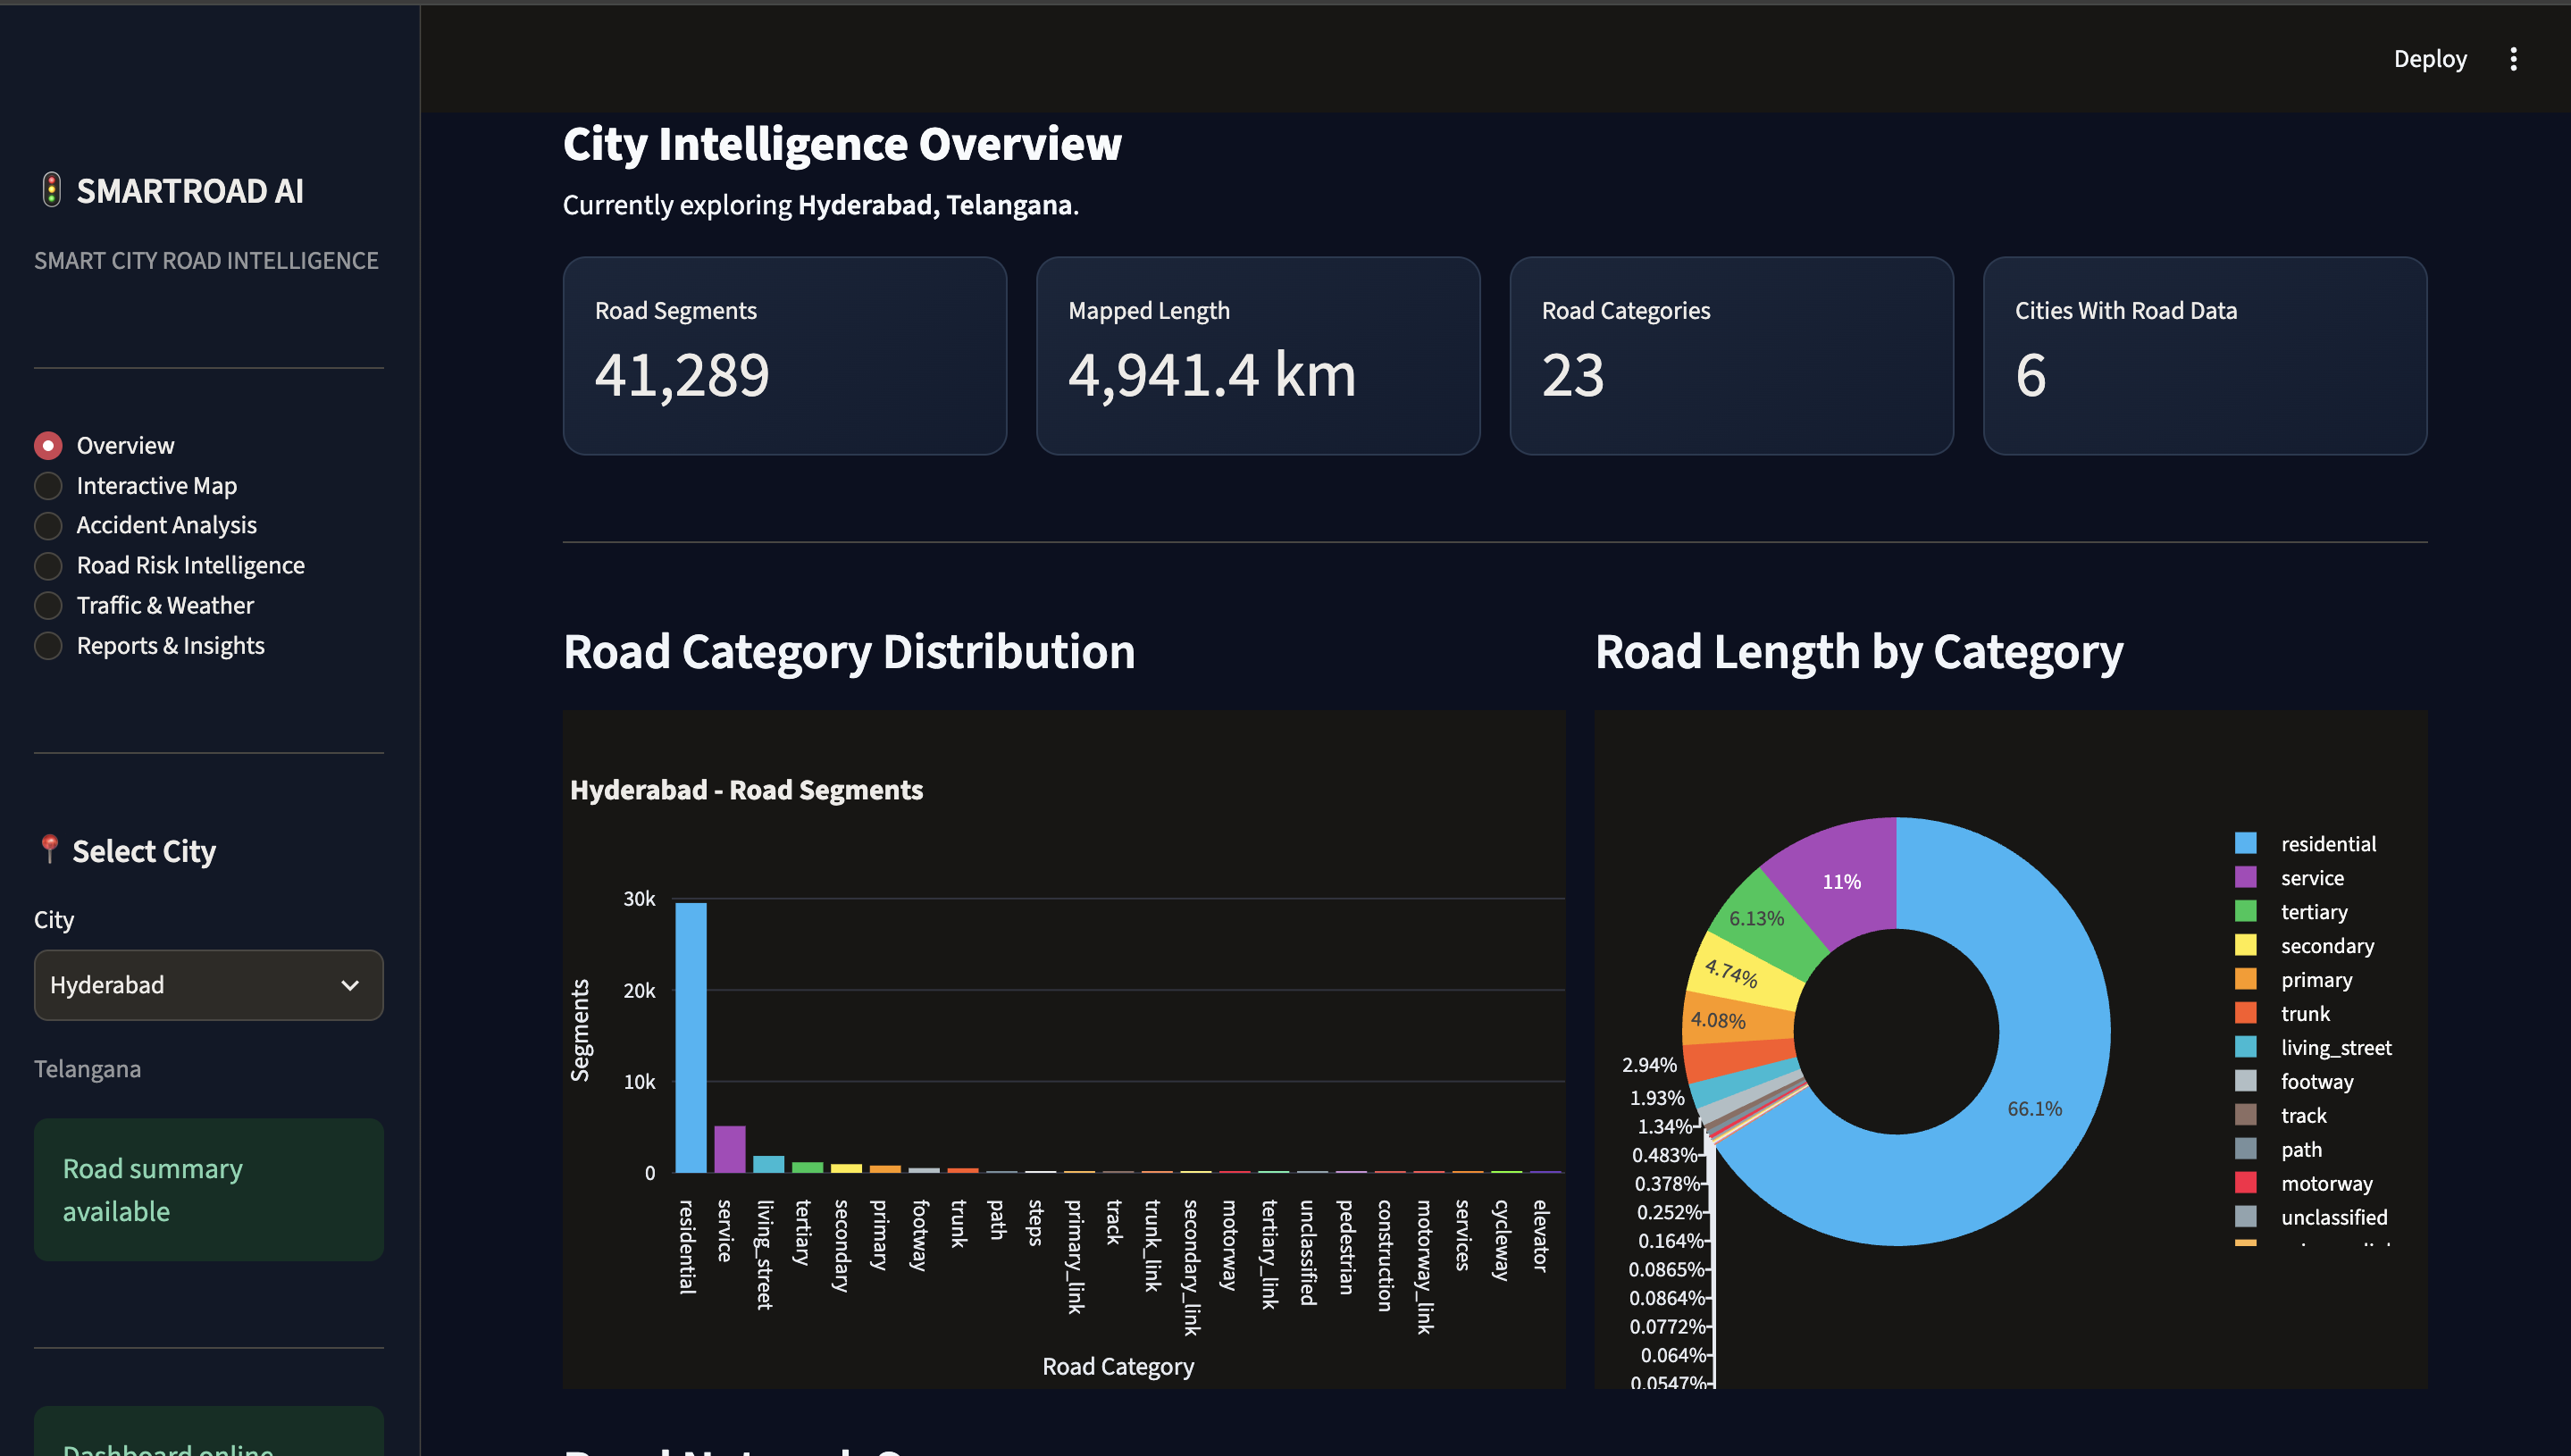 Deploy
SMARTROAD AI
SMART CITY ROAD INTELLIGENCE
Overview
Interactive Map
Accident Analysis
Road Risk Intelligence
Traffic & Weather
Reports & Insights
Select City
City
Hyderabad
Telangana
Road summary
available
Dashboard online
City Intelligence Overview
Currently exploring Hyderabad, Telangana.
Road Segments
41,289
Mapped Length
4,941.4 km
Road Categories
23
Cities With Road Data
6
Road Category Distribution
Hyderabad - Road Segments
Segments
30k
20k
10k
0
residential
service
living_street
tertiary
secondary
primary
footway
trunk
path
steps
primary_link
track
trunk_link
secondary_link
motorway
tertiary_link
unclassified
pedestrian
construction
motorway_link
services
cycleway
elevator
Road Category
Road Length by Category
11%
6.13%
4.74%
4.08%
2.94%
1.93%
1.34%
0.483%
0.378%
0.252%
0.164%
0.0865%
0.0864%
0.0772%
0.064%
0.0547%
66.1%
residential
service
tertiary
secondary
primary
trunk
living_street
footway
track
path
motorway
unclassified